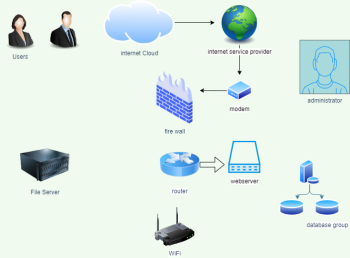 Users
internet Cloud
internet service provider
administrator
modem
fire wall
File Server
router
webserver
database group
WiFi